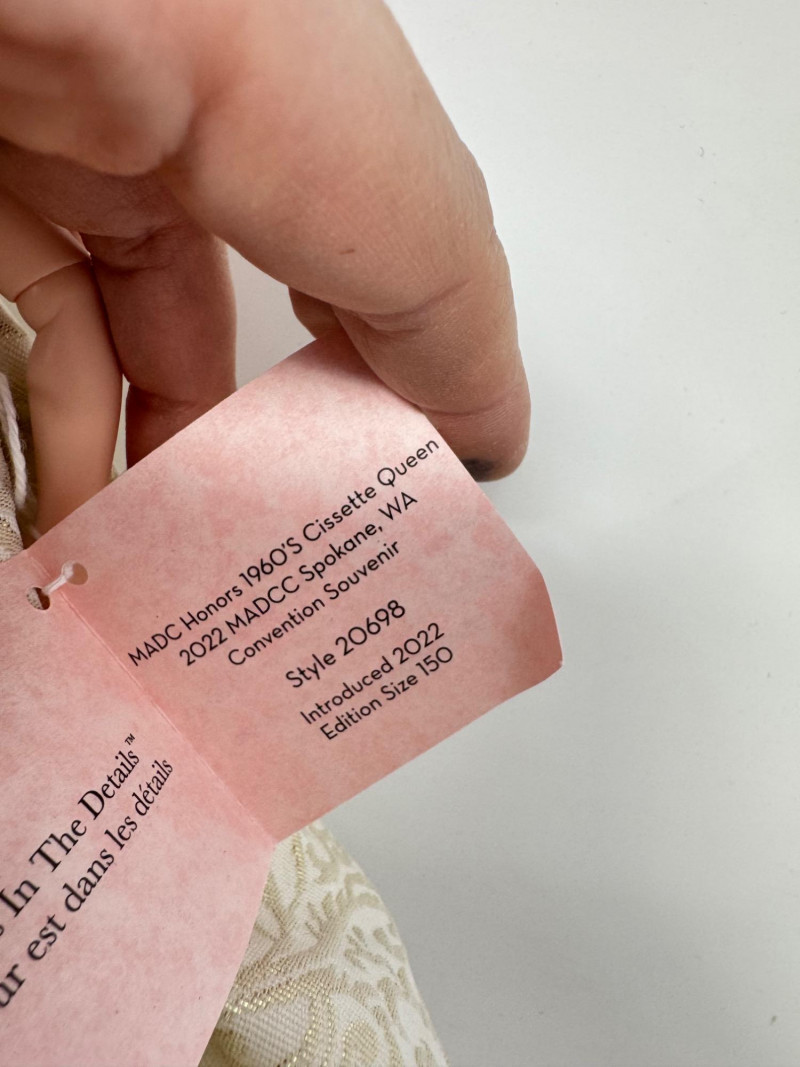 MADC Honors 1960'S Cissette Queen
2022 MADCC Spokane, WA
Convention Souvenir
Style 20698
Introduced 2022
Edition Size 150
In The Details™
est dans les détails